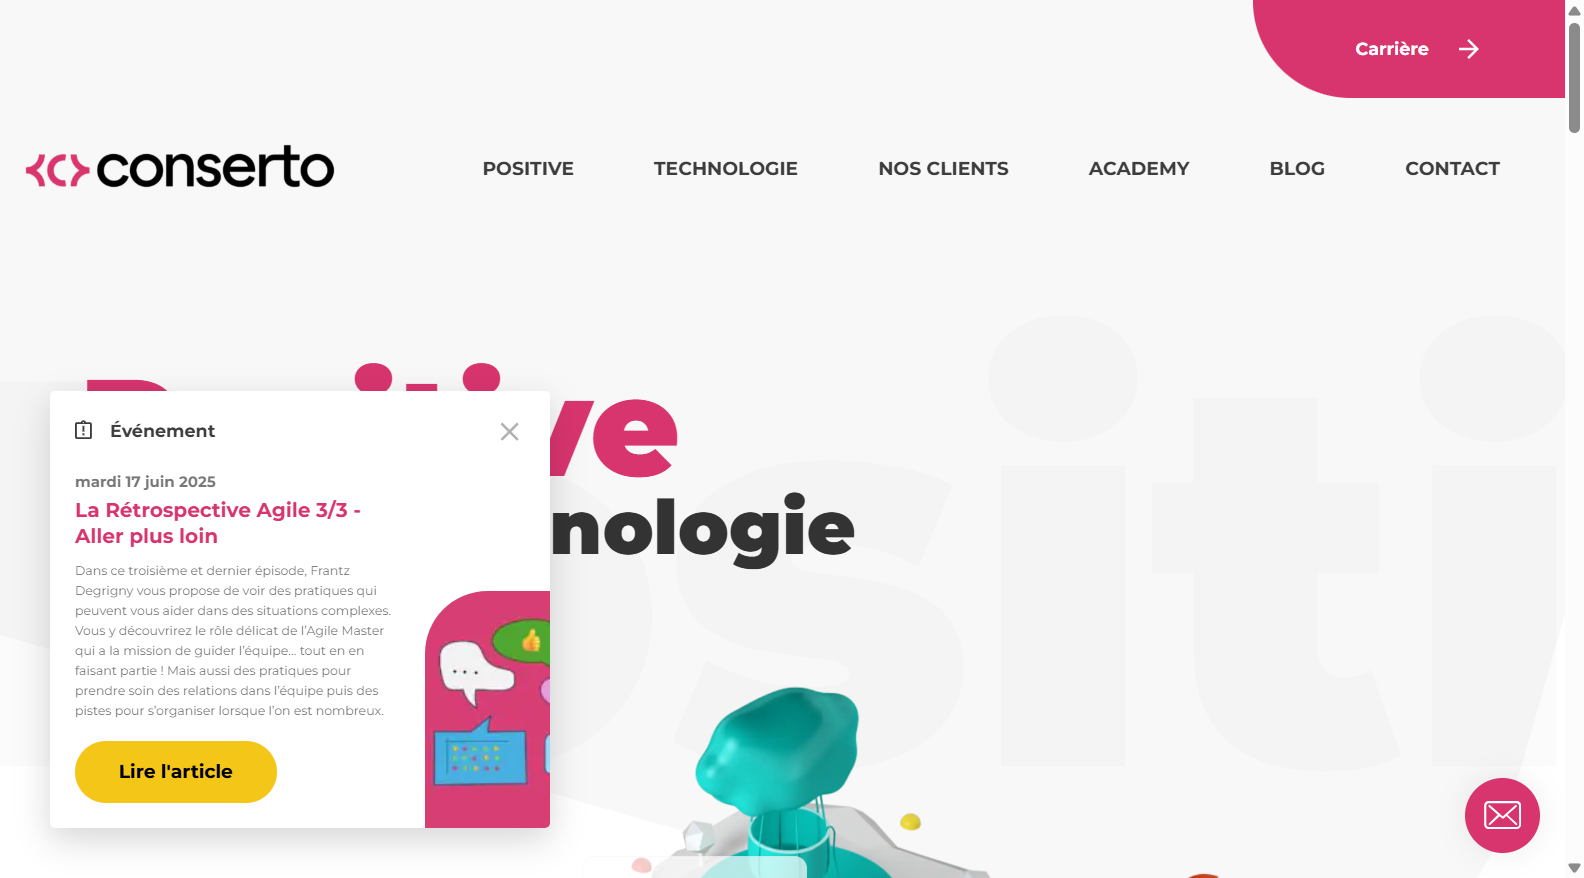 Carrière
conserto
POSITIVE
TECHNOLOGIE
NOS CLIENTS
ACADEMY
BLOG
CONTACT
Événement
mardi 17 juin 2025
La Rétrospective Agile 3/3 -
Aller plus loin
Dans ce troisième et dernier épisode, Frantz
Degrigny vous propose de voir des pratiques qui
peuvent vous aider dans des situations complexes.
Vous y découvrirez le rôle délicat de l’Agile Master
qui a la mission de guider l’équipe… tout en en
faisant partie ! Mais aussi des pratiques pour
prendre soin des relations dans l’équipe puis des
pistes pour s’organiser lorsque l’on est nombreux.
Lire l'article